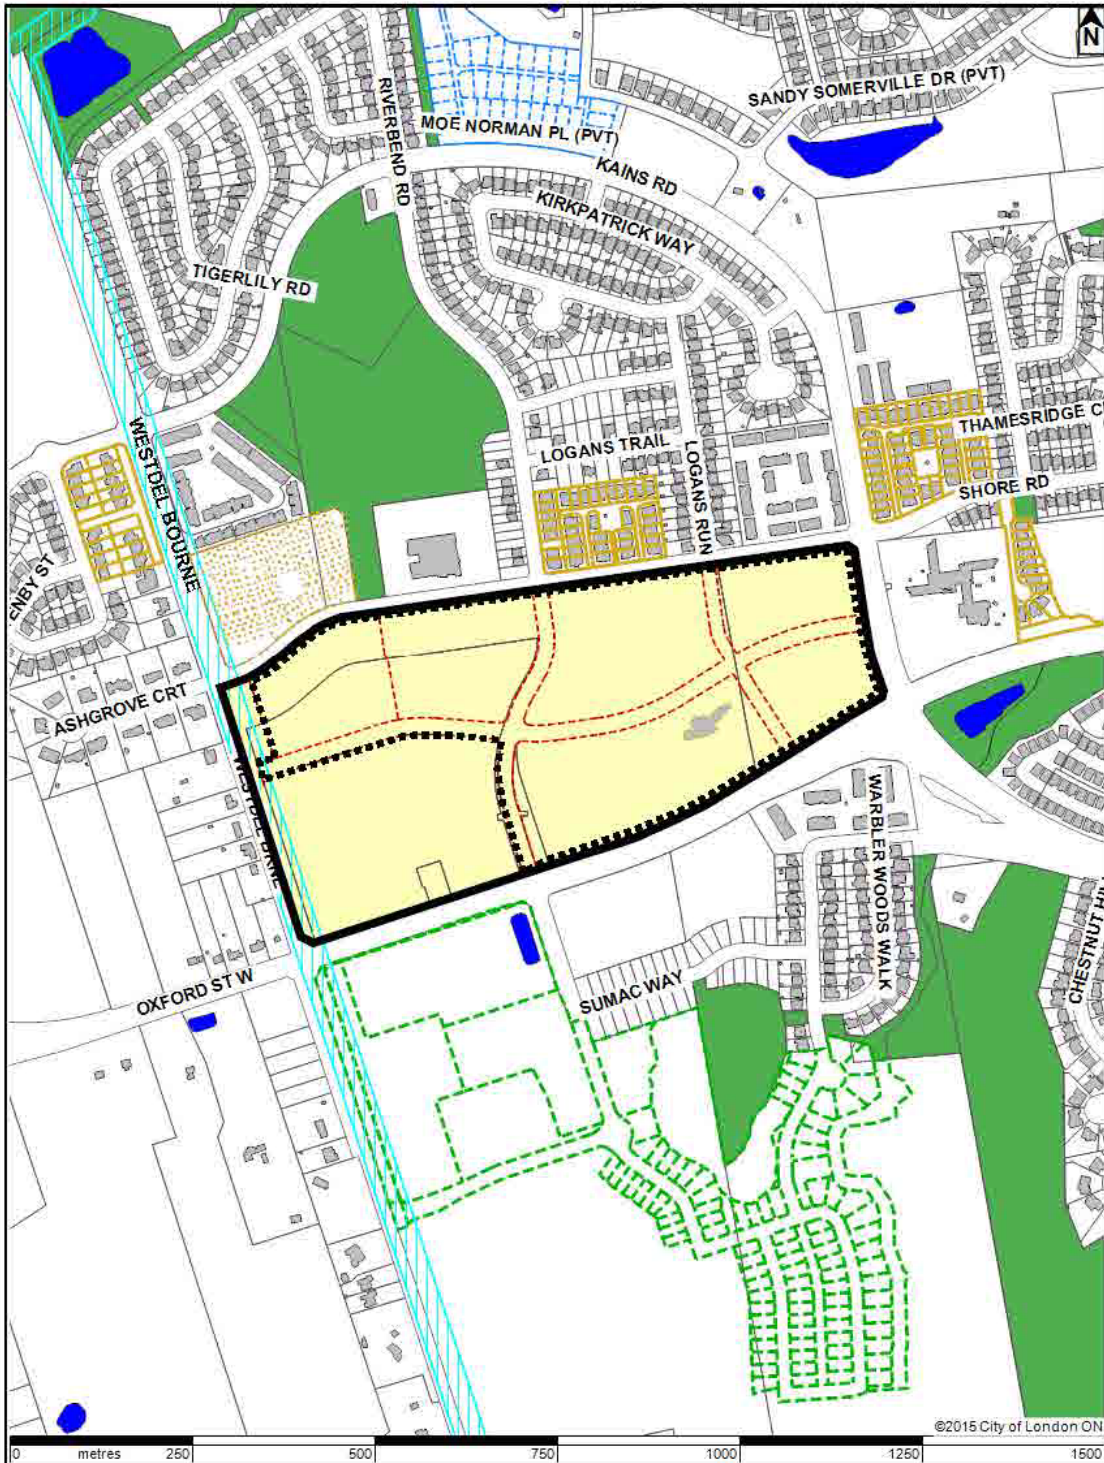 N
SANDY SOMERVILLE DR (PVT)
RIVERBEND RD
MOE NORMAN PL (PVT)
KAINS RD
KIRKPATRICK WAY
TIGERLILY RD
WESTDEL BOURNE
THAMESRIDGE
LOGANS TRAIL
LOGANS RUN
SHORE RD
ENBY ST
ASHGROVE CRT
WARBLER WOODS WALK
CHESTNUT
OXFORD ST W
SUMAC WAY
©2015 City of London ON
0 metres 250 500 750 1000 1250 1500